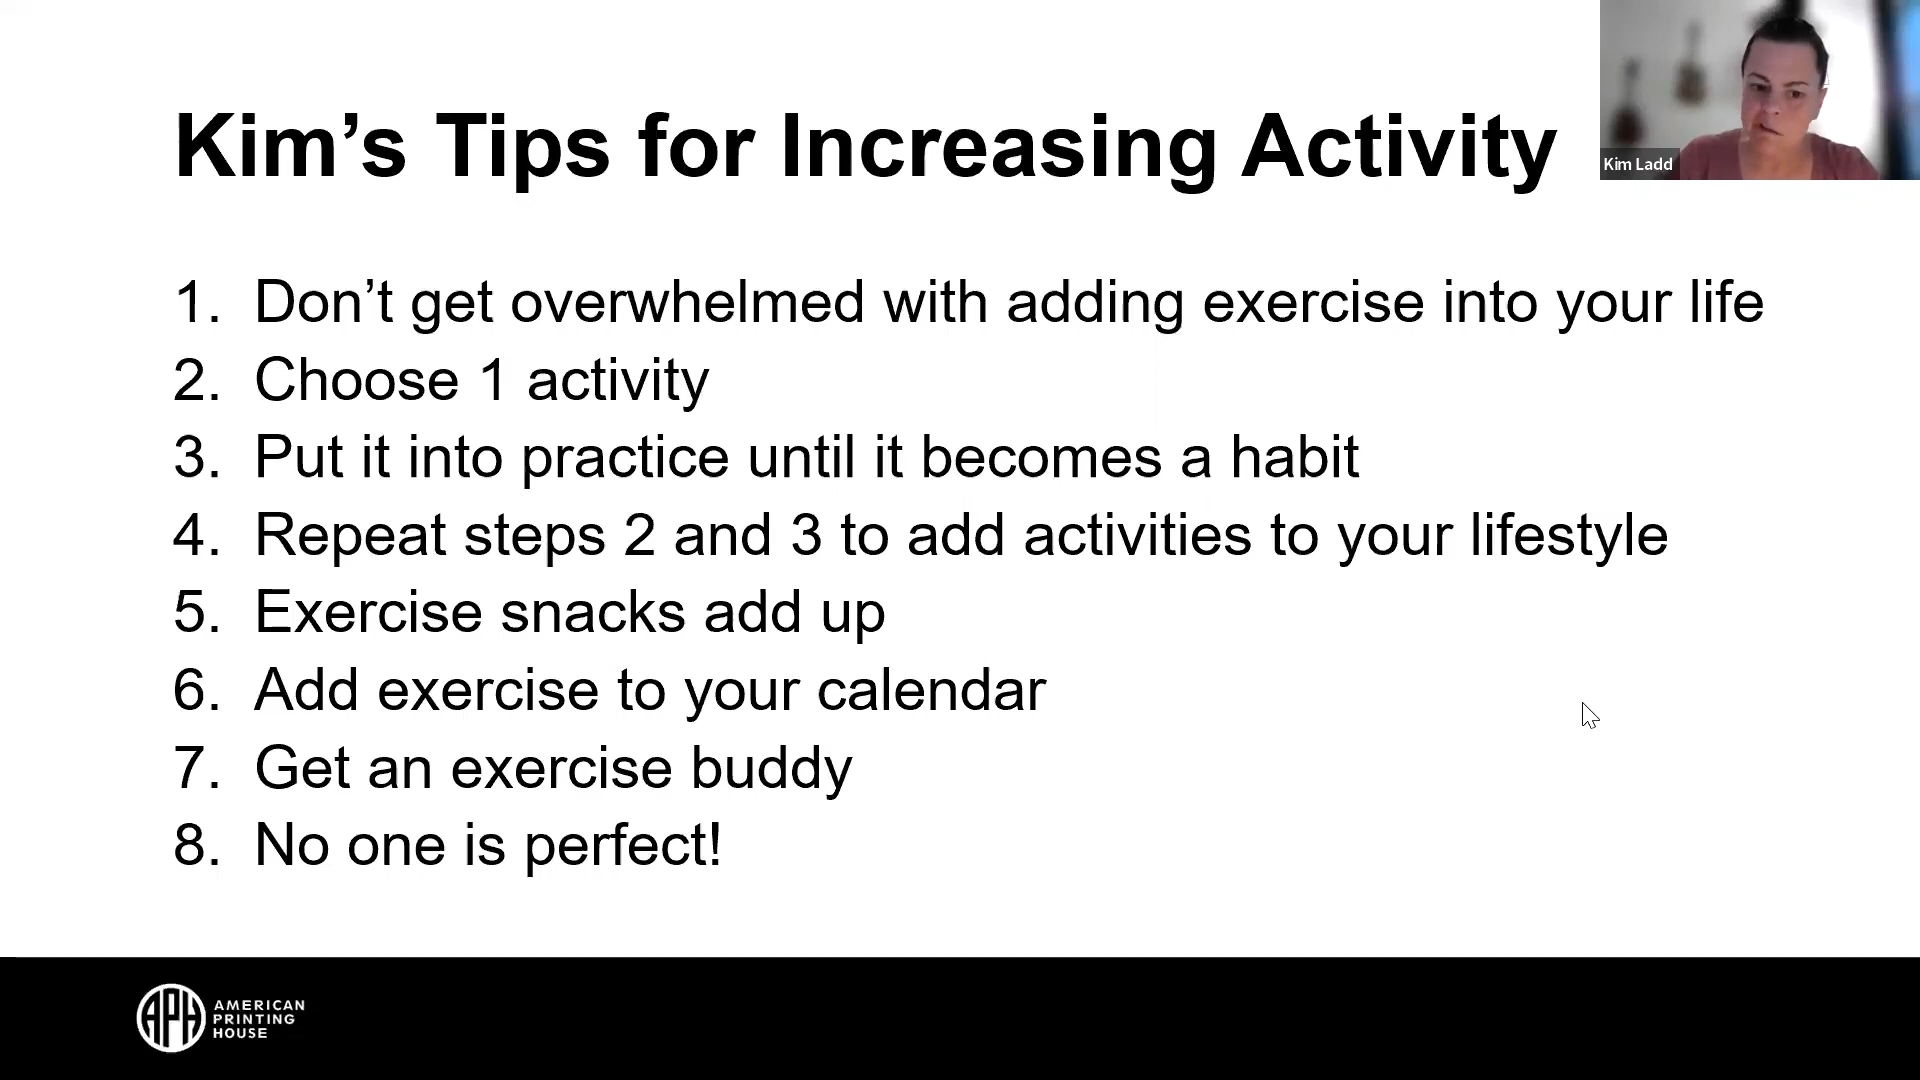 Kim’s Tips for Increasing Activity
Kim Ladd
1. Don’t get overwhelmed with adding exercise into your life
2. Choose 1 activity
3. Put it into practice until it becomes a habit
4. Repeat steps 2 and 3 to add activities to your lifestyle
5. Exercise snacks add up
6. Add exercise to your calendar
7. Get an exercise buddy
8. No one is perfect!
APH
AMERICAN
PRINTING
HOUSE